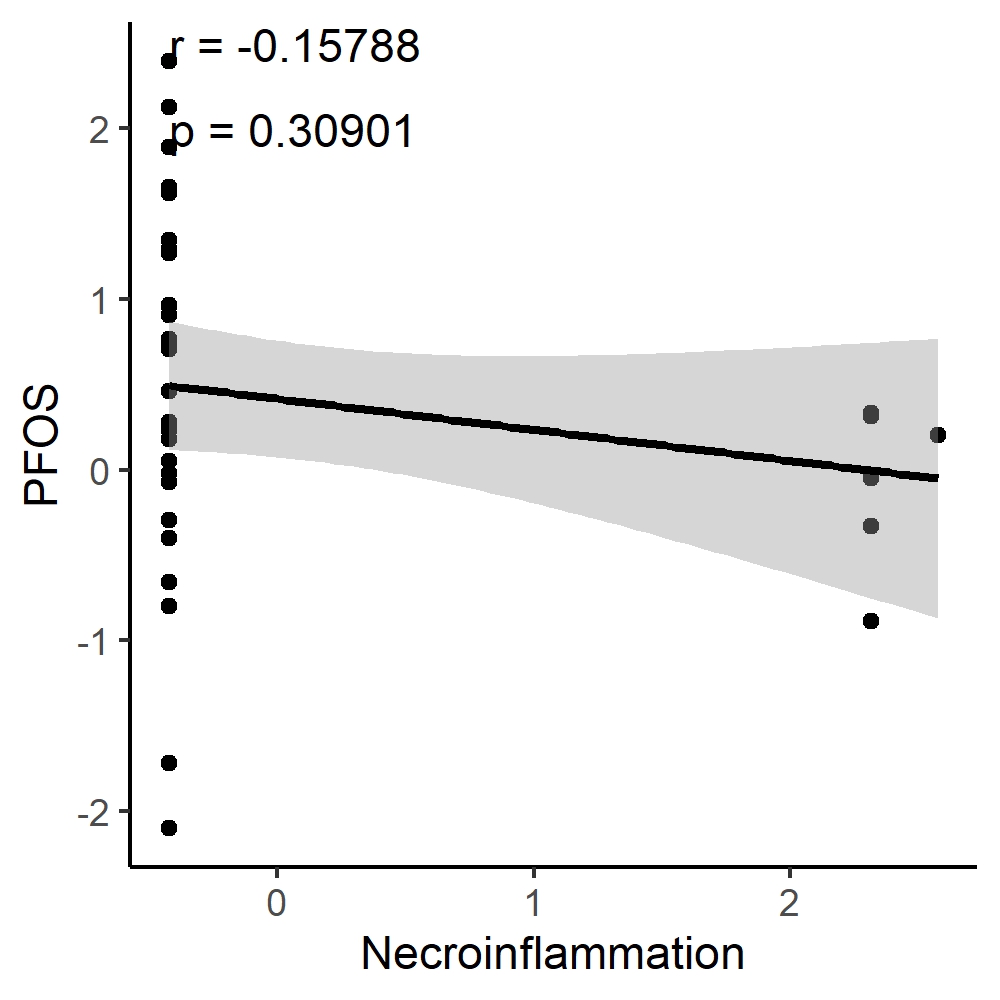 r = -0.15788
p = 0.30901
2
1
0
-1
-2
PFOS
0 1 2
Necroinflammation